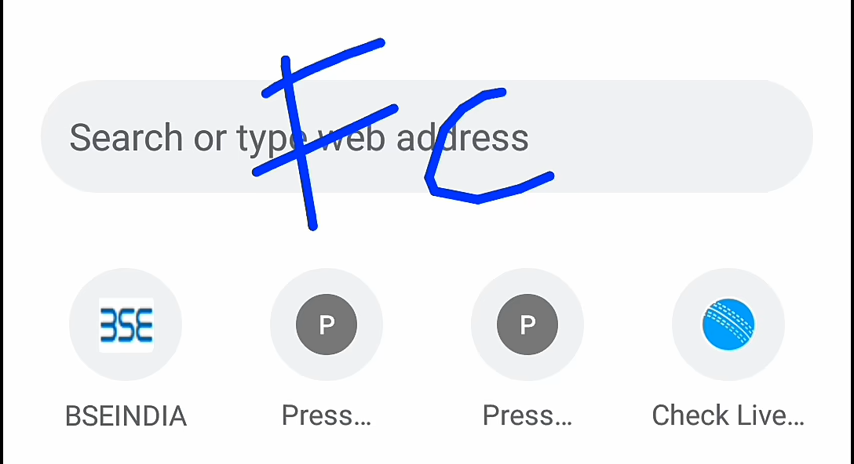 FC
Search or type web address
BSE
P
P
BSEINDIA
Press...
Press...
Check Live...